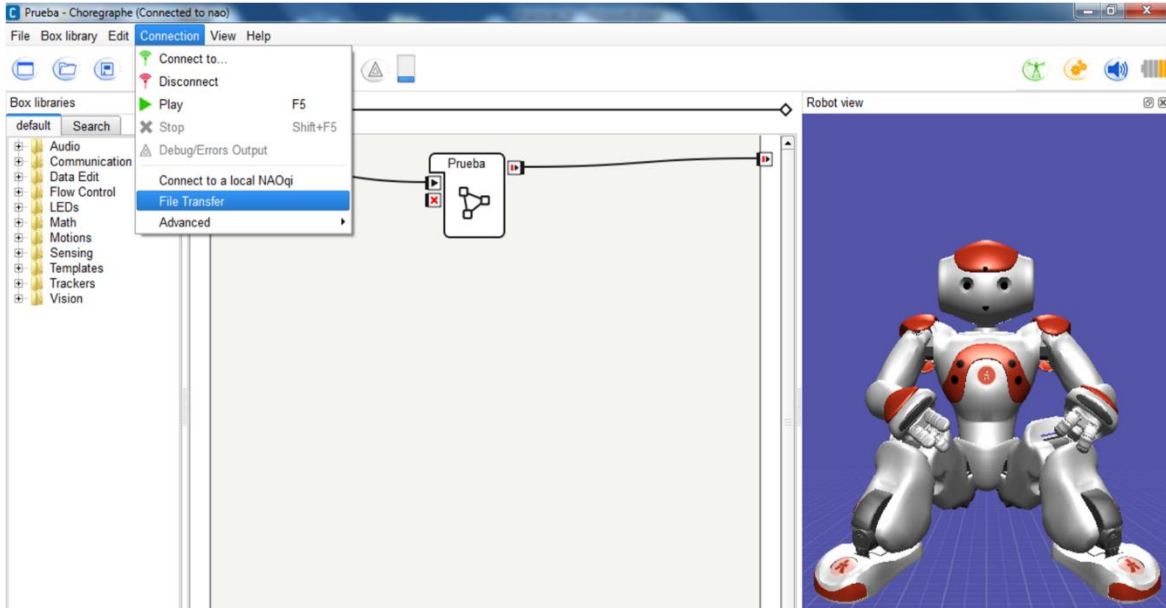 Prueba - Choregraphe (Connected to nao)
File Box library Edit Connection View Help
Connect to...
Disconnect
Play F5
Stop Shift+F5
Debug/Errors Output
Connect to a local NAOqi
File Transfer
Advanced
Box libraries
default Search
Audio
Communication
Data Edit
Flow Control
LEDs
Math
Motions
Sensing
Templates
Trackers
Vision
Prueba
Robot view